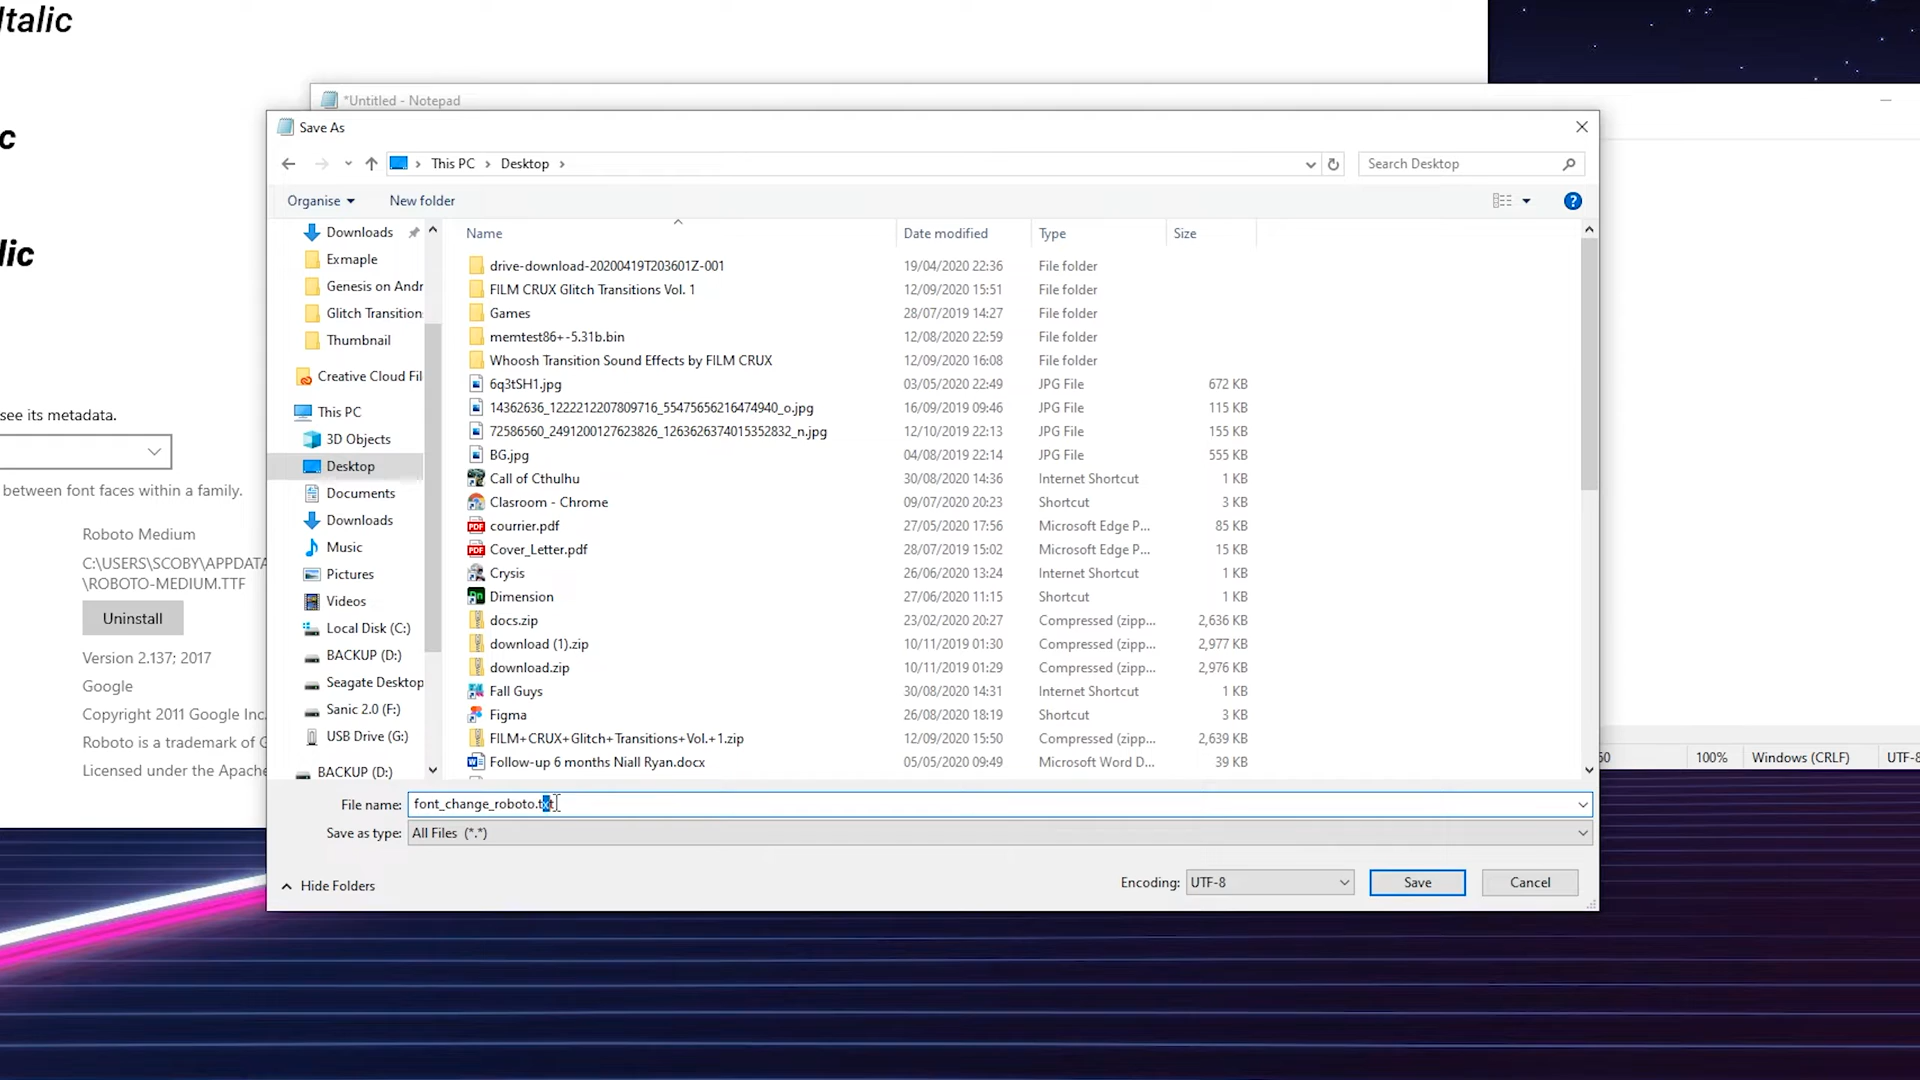 Italic
c
lic
see its metadata.
between font faces within a family.
Roboto Medium
C:\USERS\SCOBY\APPDATA
\ROBOTO-MEDIUM.TTF
Uninstall
Version 2.137; 2017
Google
Copyright 2011 Google Inc.
Roboto is a trademark of G
Licensed under the Apache
*Untitled - Notepad
Save As
This PC > Desktop >
Search Desktop
Organise
New folder
Downloads
Exmaple
Genesis on Andr
Glitch Transition
Thumbnail
Creative Cloud Fil
This PC
3D Objects
Desktop
Documents
Downloads
Music
Pictures
Videos
Local Disk (C:)
BACKUP (D:)
Seagate Desktop
Sanic 2.0 (F:)
USB Drive (G:)
BACKUP (D:)
Name Date modified Type Size
drive-download-20200419T203601Z-001 19/04/2020 22:36 File folder
FILM CRUX Glitch Transitions Vol. 1 12/09/2020 15:51 File folder
Games 28/07/2019 14:27 File folder
memtest86+-5.31b.bin 12/08/2020 22:59 File folder
Whoosh Transition Sound Effects by FILM CRUX 12/09/2020 16:08 File folder
6q3tSH1.jpg 03/05/2020 22:49 JPG File 672 KB
14362636_1222212207809716_55475656216474940_o.jpg 16/09/2019 09:46 JPG File 115 KB
72586560_2491200127623826_1263626374015352832_n.jpg 12/10/2019 22:13 JPG File 155 KB
BG.jpg 04/08/2019 22:14 JPG File 555 KB
Call of Cthulhu 30/08/2020 14:36 Internet Shortcut 1 KB
Clasroom - Chrome 09/07/2020 20:23 Shortcut 3 KB
courrier.pdf 27/05/2020 17:56 Microsoft Edge P... 85 KB
Cover_Letter.pdf 28/07/2019 15:02 Microsoft Edge P... 15 KB
Crysis 26/06/2020 13:24 Internet Shortcut 1 KB
Dimension 27/06/2020 11:15 Shortcut 1 KB
docs.zip 23/02/2020 20:27 Compressed (zipp... 2,636 KB
download (1).zip 10/11/2019 01:30 Compressed (zipp... 2,977 KB
download.zip 10/11/2019 01:29 Compressed (zipp... 2,976 KB
Fall Guys 30/08/2020 14:31 Internet Shortcut 1 KB
Figma 26/08/2020 18:19 Shortcut 3 KB
FILM+CRUX+Glitch+Transitions+Vol.+1.zip 12/09/2020 15:50 Compressed (zipp... 2,639 KB
Follow-up 6 months Niall Ryan.docx 05/05/2020 09:49 Microsoft Word D... 39 KB
File name: font_change_roboto.txt
Save as type: All Files (*.*)
Hide Folders
Encoding: UTF-8
Save
Cancel
100%
Windows (CRLF)
UTF-8